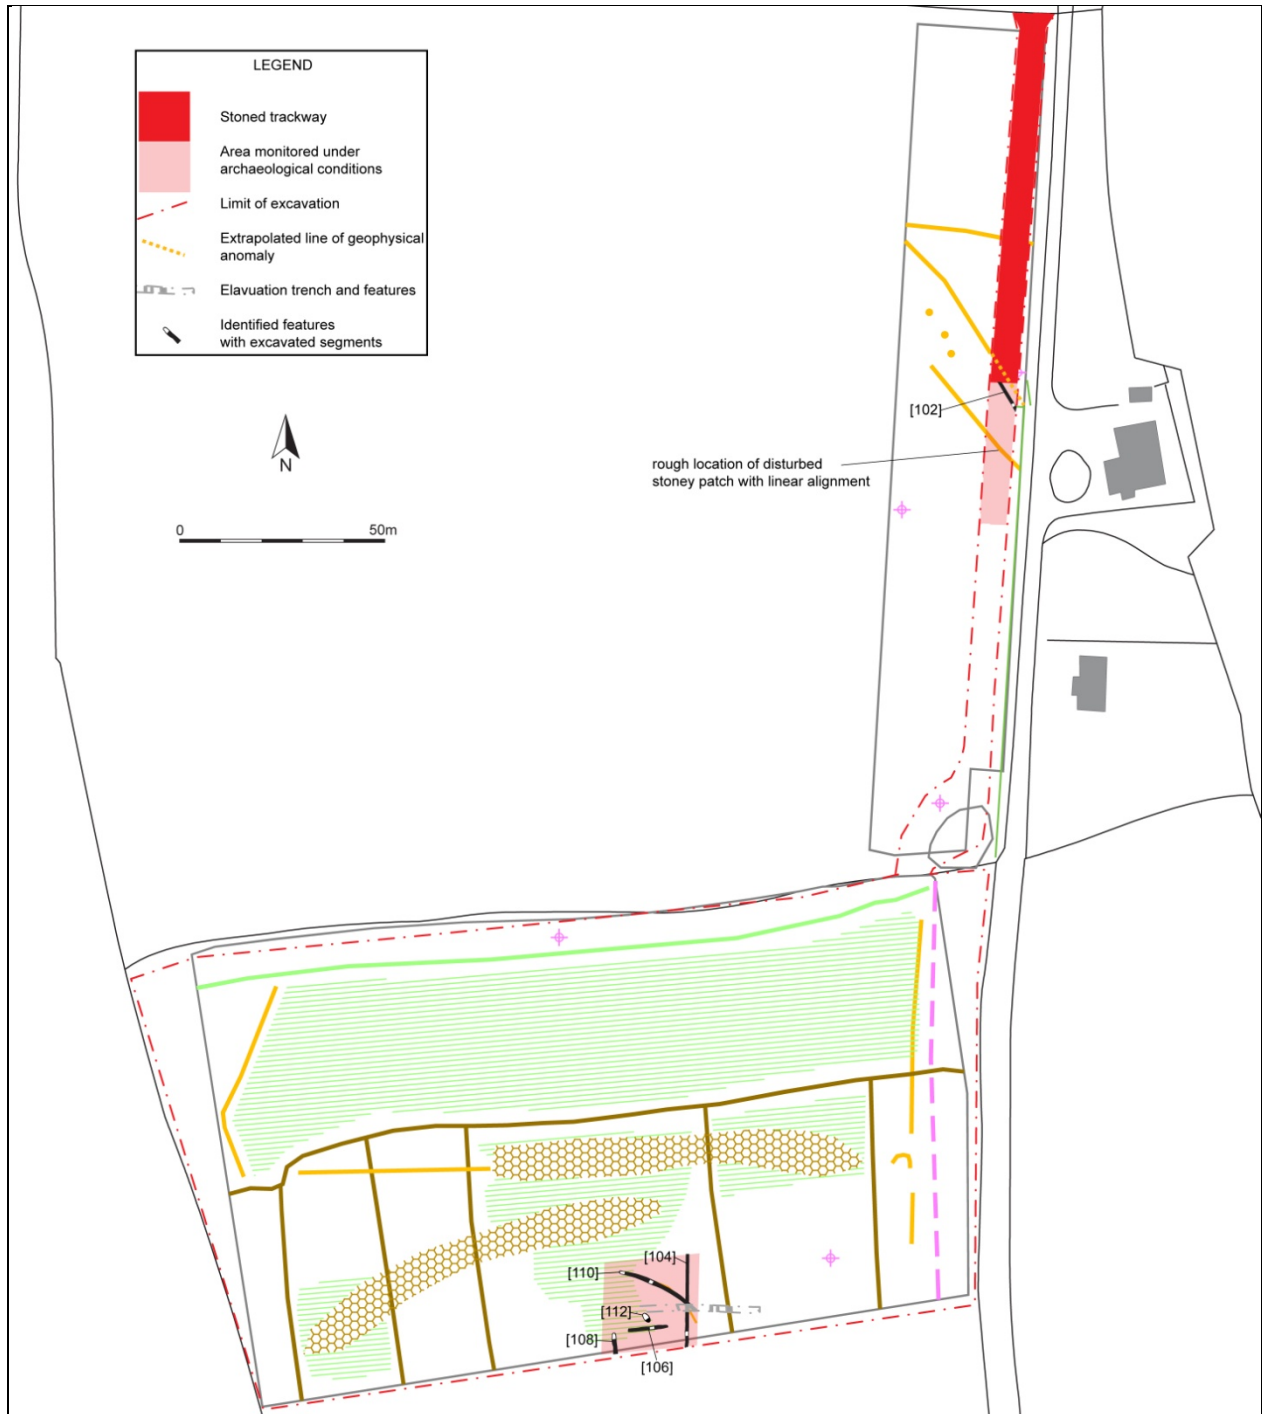 LEGEND
Stoned trackway
Area monitored under
archaeological conditions
Limit of excavation
Extrapolated line of geophysical
anomaly
Elavuation trench and features
Identified features
with excavated segments
N
0 50m
[102]
rough location of disturbed
stoney patch with linear alignment
[104]
[110]
[112]
[108]
[106]